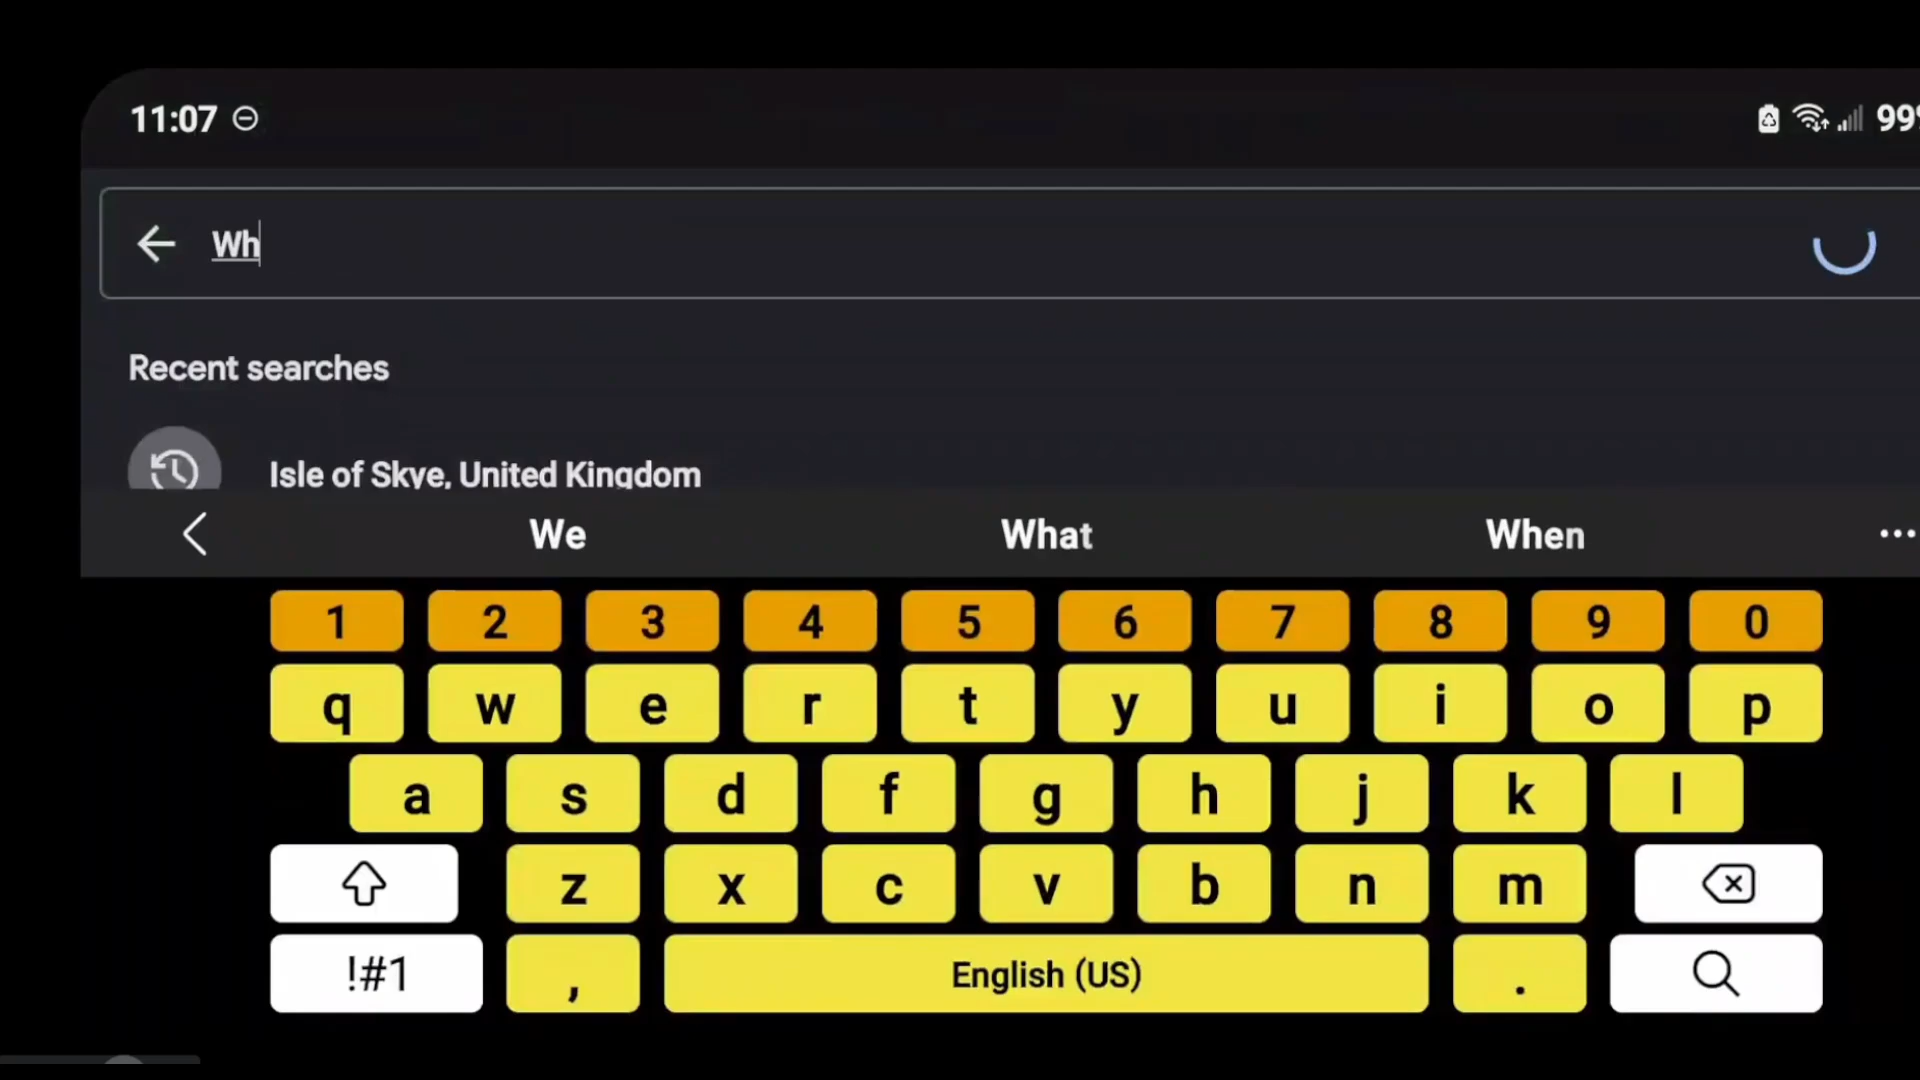 11:07 99%
Wh
Recent searches
Isle of Skye, United Kingdom
We What When ...
1 2 3 4 5 6 7 8 9 0
q w e r t y u i o p
a s d f g h j k l
z x c v b n m
!#1 , English (US) .